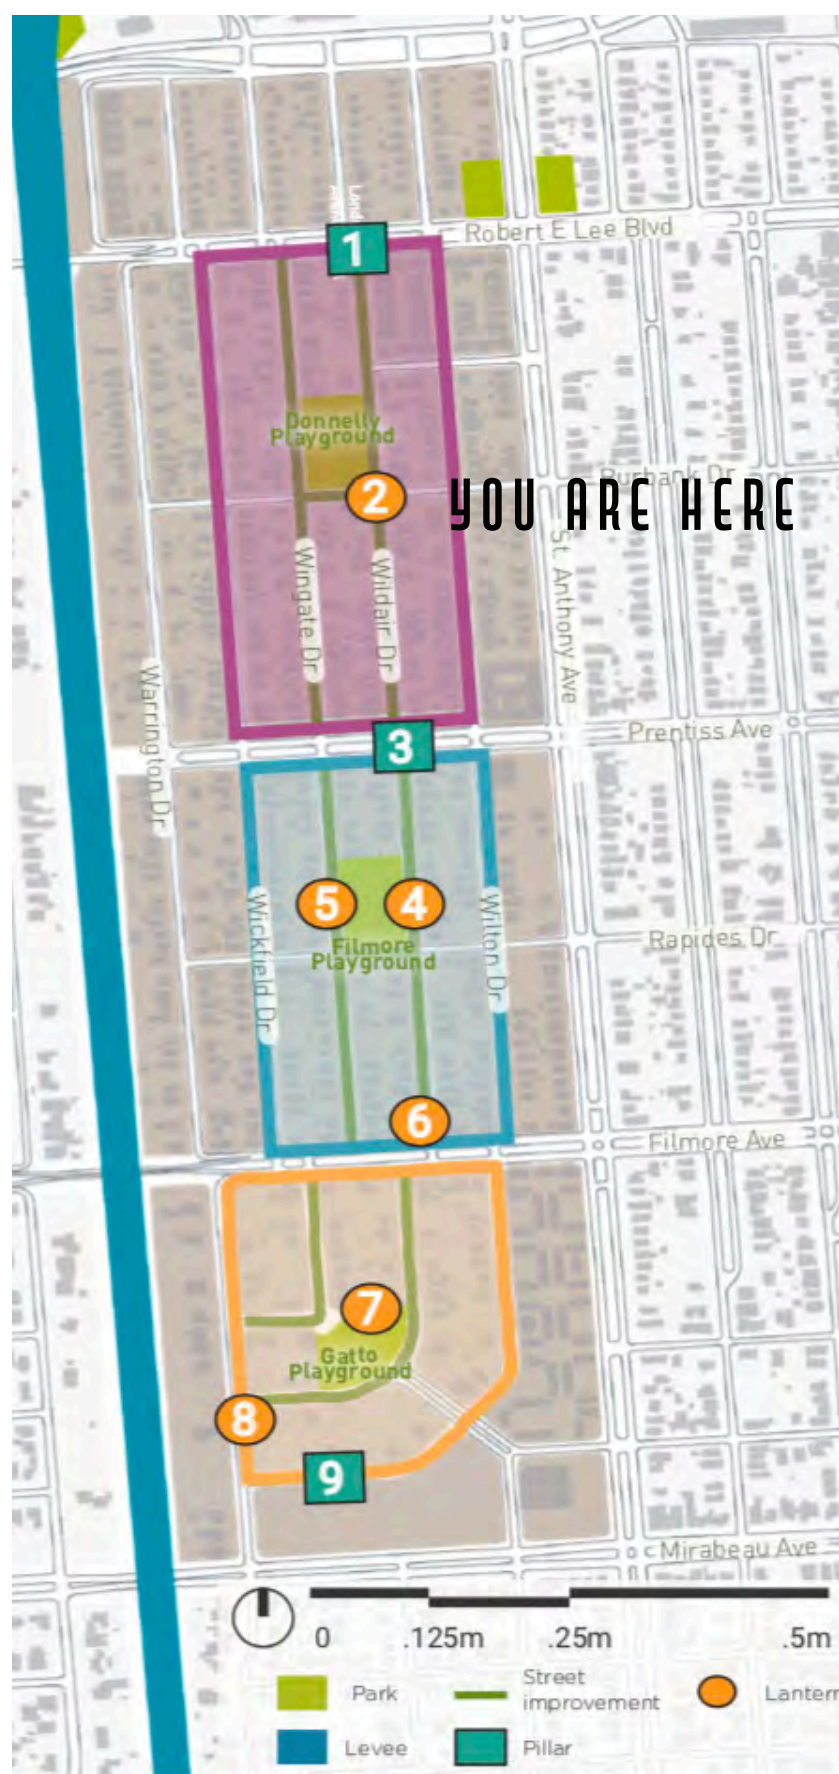 1
Robert E Lee Blvd
Donnelly
Playground
2
Burbank Dr
YOU ARE HERE
Wingate Dr
Wildair Dr
St. Anthony Ave
Warrington Dr
Prentiss Ave
3
5
4
Wickfield Dr
Wilton Dr
Filmore
Playground
Rapides Dr
6
Filmore Ave
7
Gatto
Playground
8
9
Mirabeau Ave
0
.125m
.25m
.5m
Park
Street
improvement
Lantern
Levee
Pillar